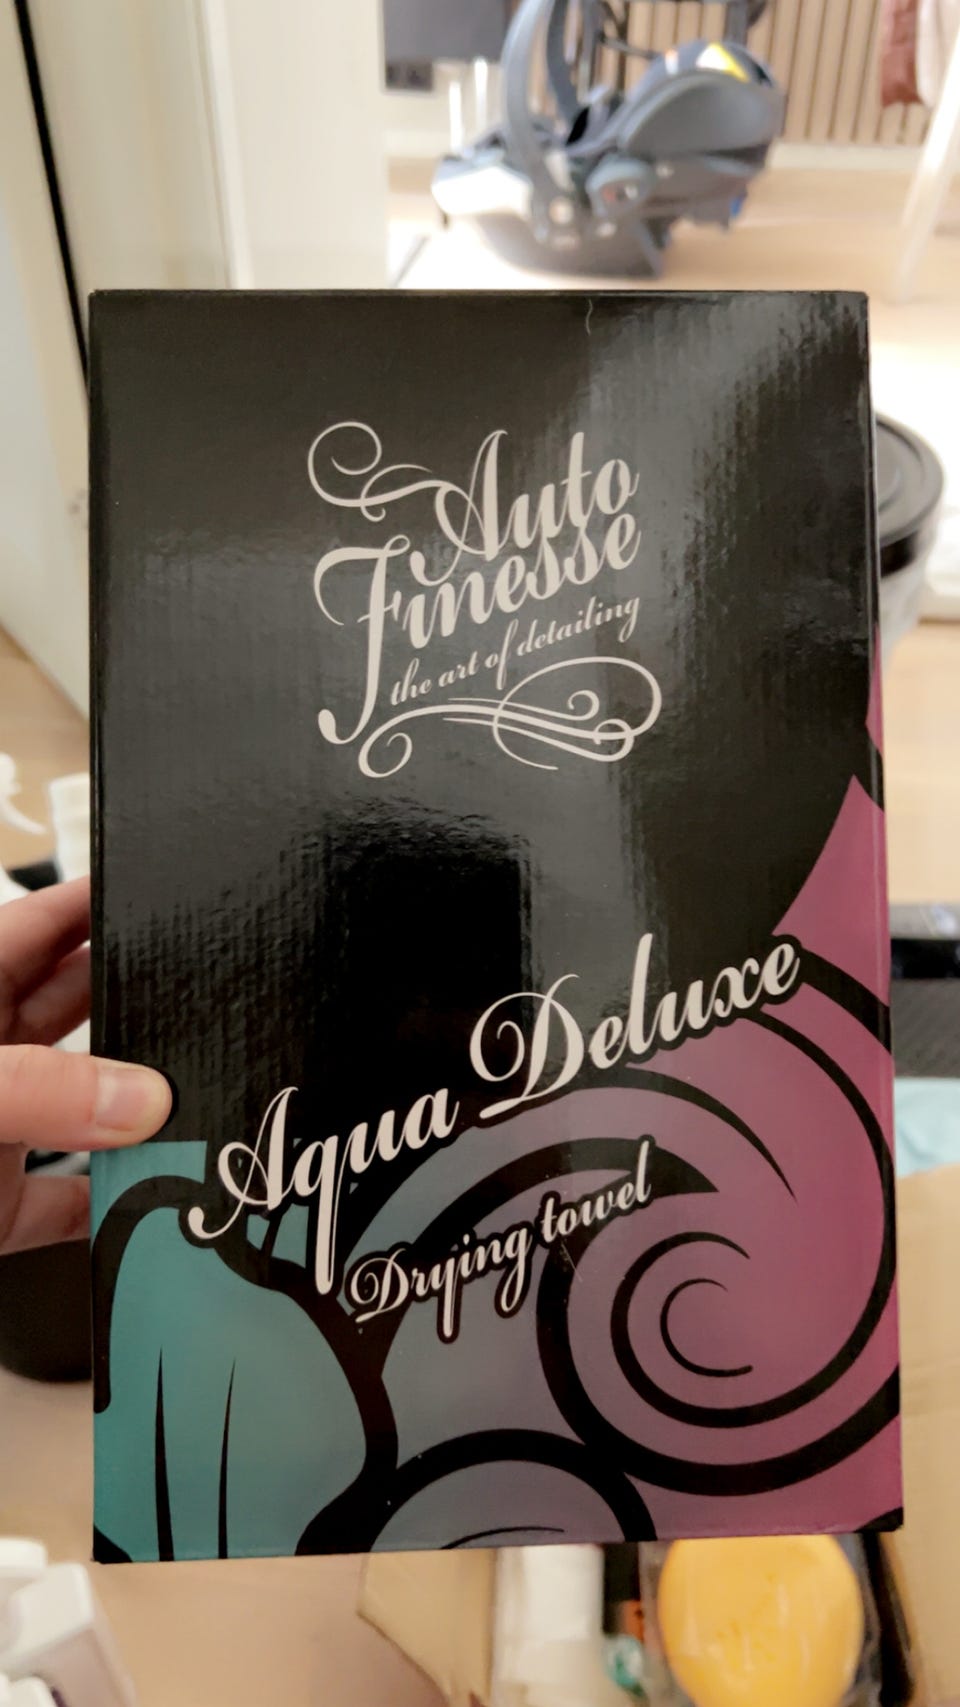 Auto
Finesse
the art of detailing
Aqua Deluxe
Drying towel